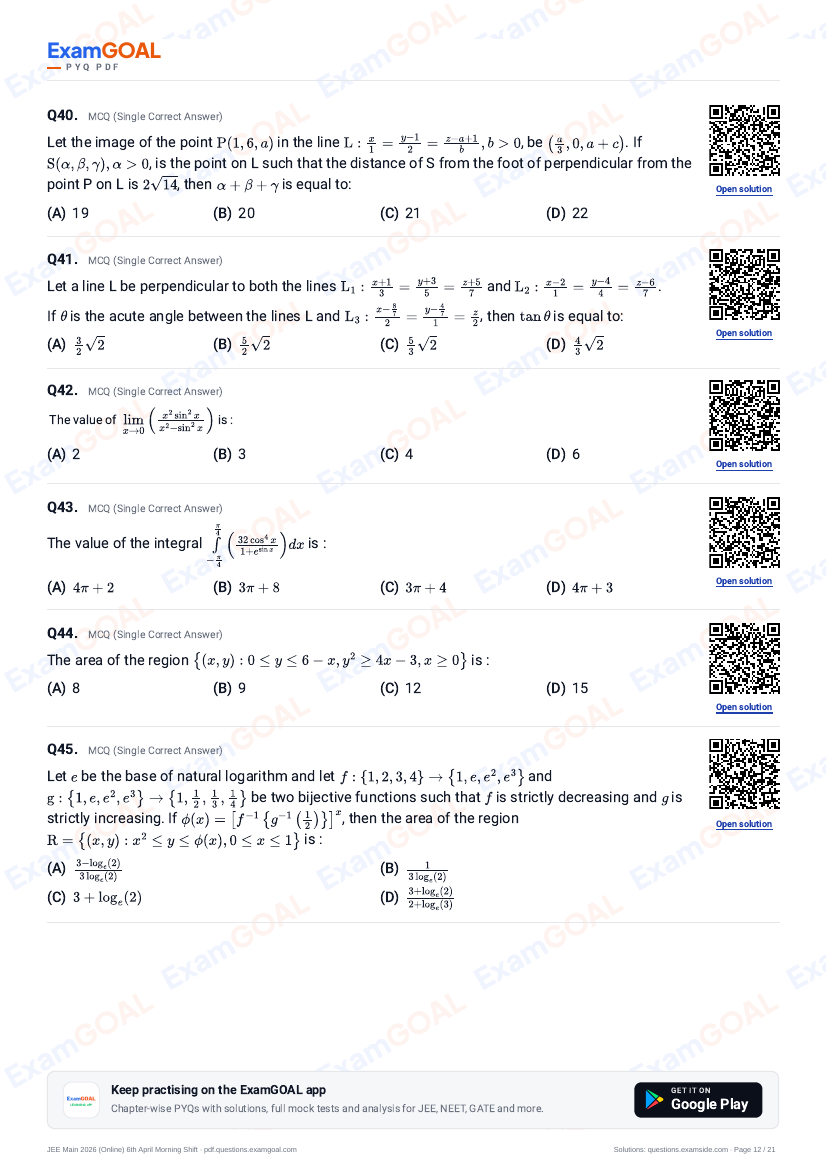 ExamGOAL
PYQ PDF
Q40. MCQ (Single Correct Answer)
Let the image of the point P(1, 6, a) in the line L : x/1 = (y−1)/2 = (z−a+1)/b, b > 0, be (a/3, 0, a + c). If
S(α, β, γ), α > 0, is the point on L such that the distance of S from the foot of perpendicular from the
point P on L is 2√14, then α + β + γ is equal to:
(A) 19 (B) 20 (C) 21 (D) 22
Open solution
Q41. MCQ (Single Correct Answer)
Let a line L be perpendicular to both the lines L₁ : (x+1)/3 = (y+3)/5 = (z+5)/7 and L₂ : (x−2)/1 = (y−4)/4 = (z−6)/7.
If θ is the acute angle between the lines L and L₃ : (x−8/7)/2 = (y−4/7)/1 = z/2, then tan θ is equal to:
(A) 3/2 √2 (B) 5/2 √2 (C) 5/3 √2 (D) 4/3 √2
Open solution
Q42. MCQ (Single Correct Answer)
The value of lim x→0 (x² sin² x / (x² − sin² x)) is :
(A) 2 (B) 3 (C) 4 (D) 6
Open solution
Q43. MCQ (Single Correct Answer)
The value of the integral ∫_{−π/4}^{π/4} (32 cos⁴ x / (1+e^{sin x})) dx is :
(A) 4π + 2 (B) 3π + 8 (C) 3π + 4 (D) 4π + 3
Open solution
Q44. MCQ (Single Correct Answer)
The area of the region {(x, y) : 0 ≤ y ≤ 6 − x, y² ≥ 4x − 3, x ≥ 0} is :
(A) 8 (B) 9 (C) 12 (D) 15
Open solution
Q45. MCQ (Single Correct Answer)
Let e be the base of natural logarithm and let f : {1, 2, 3, 4} → {1, e, e², e³} and
g : {1, e, e², e³} → {1, 1/2, 1/3, 1/4} be two bijective functions such that f is strictly decreasing and g is
strictly increasing. If φ(x) = [f⁻¹ {g⁻¹ (1/2)}]ˣ, then the area of the region
R = {(x, y) : x² ≤ y ≤ φ(x), 0 ≤ x ≤ 1} is :
(A) (3−logₑ(2))/(3 logₑ(2)) (B) 1/(3 logₑ(2))
(C) 3 + logₑ(2) (D) (3+logₑ(2))/(2+logₑ(3))
Open solution
Keep practising on the ExamGOAL app
Chapter-wise PYQs with solutions, full mock tests and analysis for JEE, NEET, GATE and more.
GET IT ON
Google Play
JEE Main 2026 (Online) 6th April Morning Shift · pdf.questions.examgoal.com
Solutions: questions.examside.com · Page 12 / 21